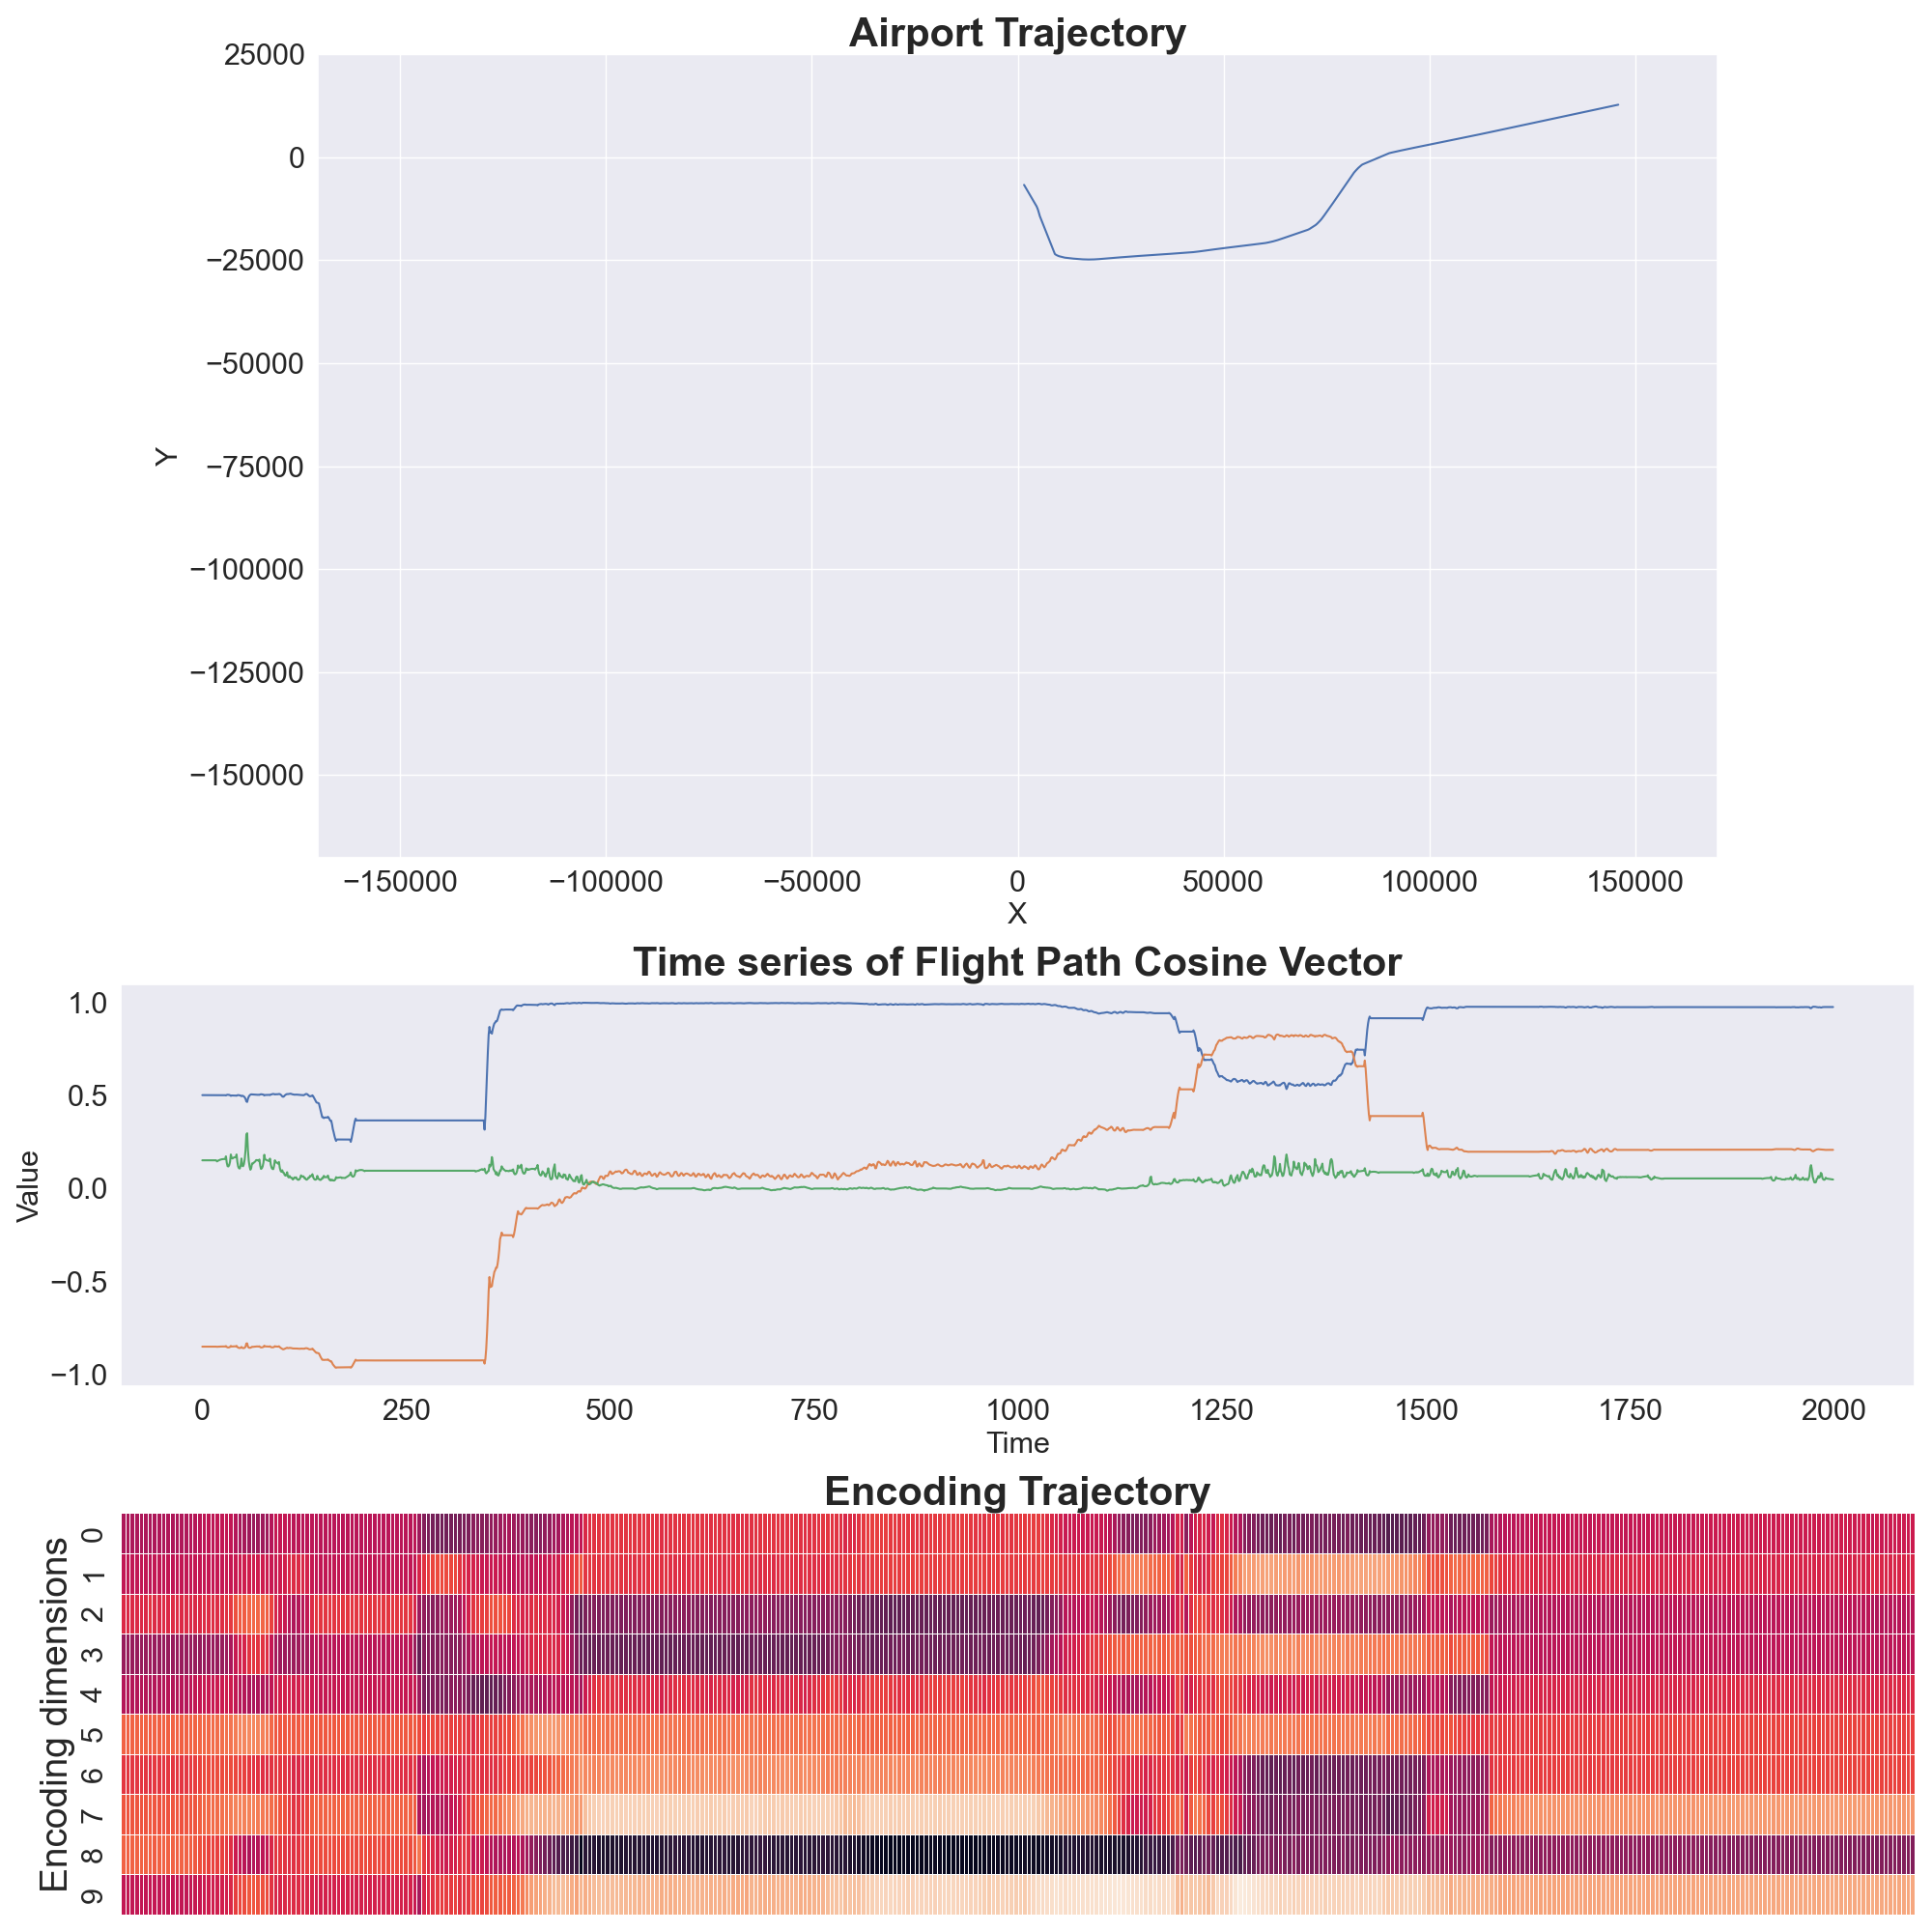 Airport Trajectory
25000
0
−25000
−50000
−75000
−100000
−125000
−150000
Y
−150000 −100000 −50000 0 50000 100000 150000
X
Time series of Flight Path Cosine Vector
1.0
0.5
0.0
−0.5
−1.0
Value
0 250 500 750 1000 1250 1500 1750 2000
Time
Encoding Trajectory
Encoding dimensions
0
1
2
3
4
5
6
7
8
9